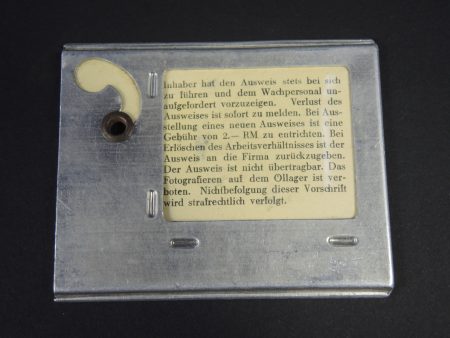 Inhaber hat den Ausweis stets bei sich
zu führen und dem Wachpersonal un-
aufgefordert vorzuzeigen. Verlust des
Ausweises ist sofort zu melden. Bei Aus-
stellung eines neuen Ausweises ist eine
Gebühr von 2.— RM zu entrichten. Bei
Erlöschen des Arbeitsverhältnisses ist der
Ausweis an die Firma zurückzugeben.
Der Ausweis ist nicht übertragbar. Das
Fotografieren auf dem Öllager ist ver-
boten. Nichtbefolgung dieser Vorschrift
wird strafrechtlich verfolgt.